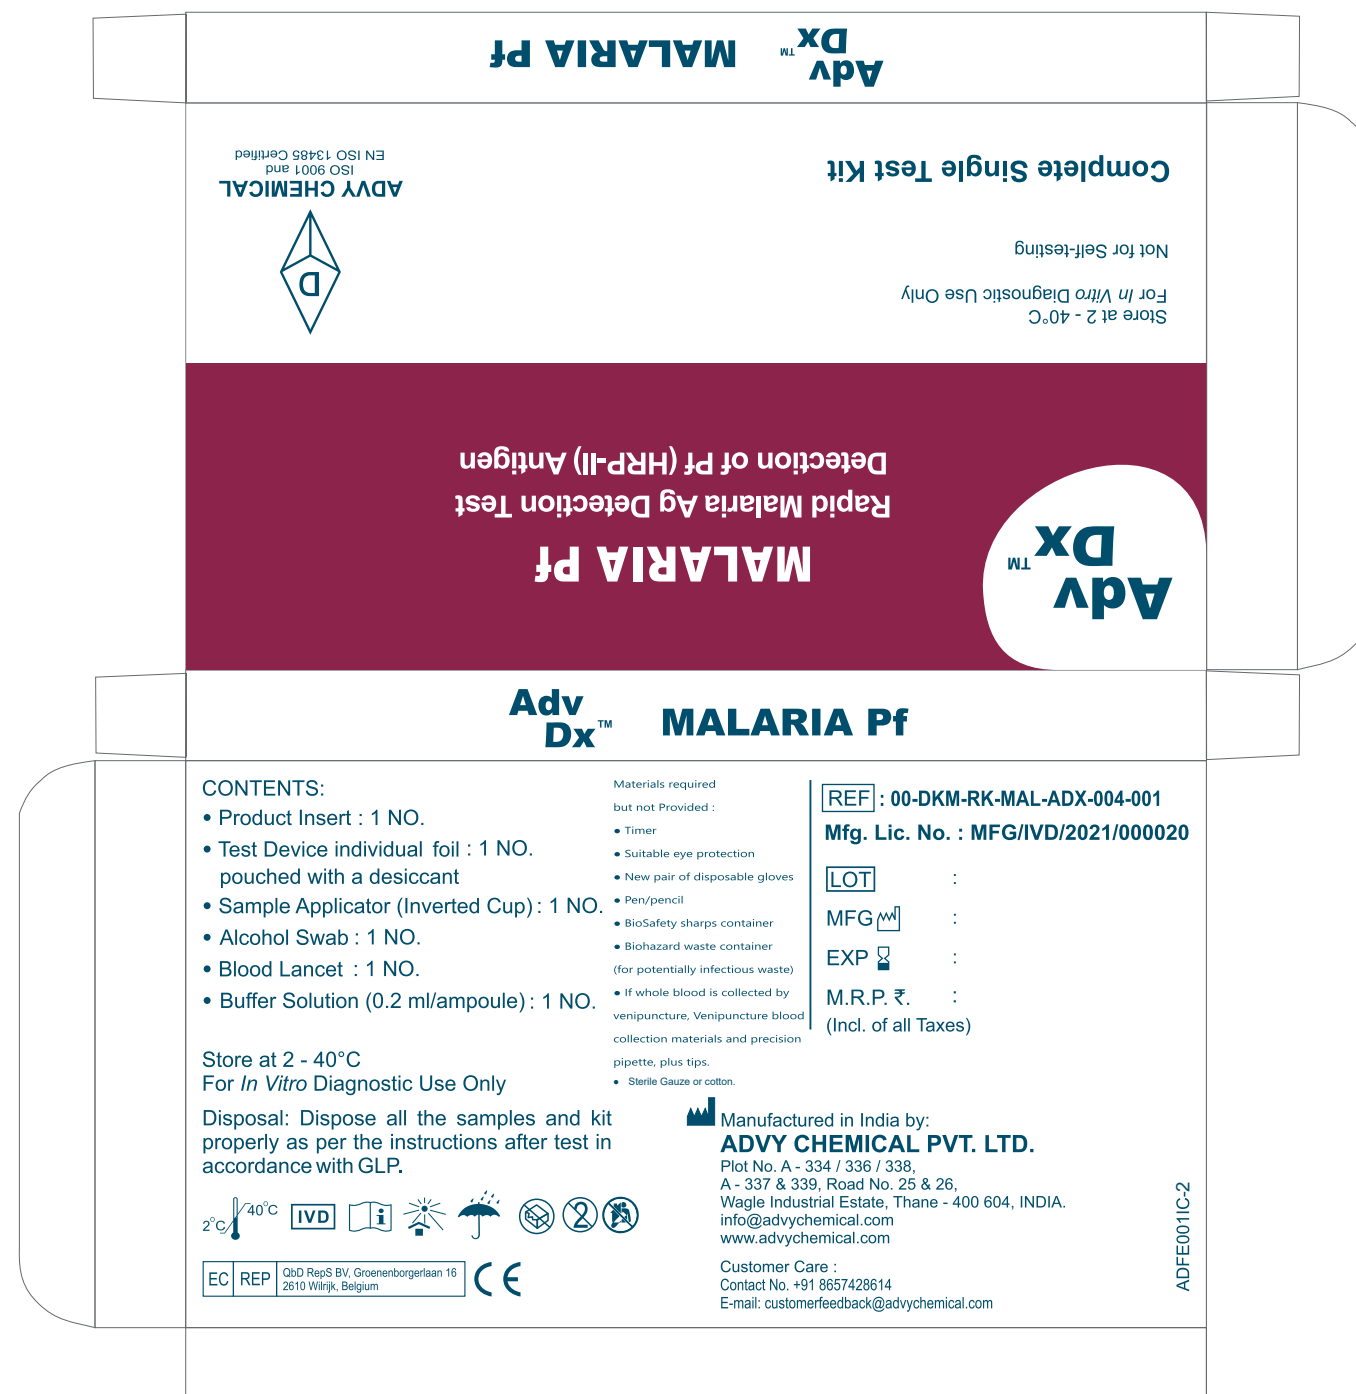 Adv
Dx™
MALARIA Pf
Complete Single Test Kit
Not for Self-testing
For In Vitro Diagnostic Use Only
Store at 2 - 40°C
ADVY CHEMICAL
ISO 9001 and
EN ISO 13485 Certified
D
Adv
Dx™
MALARIA Pf
Rapid Malaria Ag Detection Test
Detection of Pf (HRP-II) Antigen
Adv
Dx™
MALARIA Pf
CONTENTS:
• Product Insert : 1 NO.
• Test Device individual foil : 1 NO.
pouched with a desiccant
• Sample Applicator (Inverted Cup) : 1 NO.
• Alcohol Swab : 1 NO.
• Blood Lancet : 1 NO.
• Buffer Solution (0.2 ml/ampoule) : 1 NO.
Store at 2 - 40°C
For In Vitro Diagnostic Use Only
Disposal: Dispose all the samples and kit
properly as per the instructions after test in
accordance with GLP.
2°C
40°C
IVD
i
2
EC REP
QbD RepS BV, Groenenborgerlaan 16
2610 Wilrijk, Belgium
CE
Materials required
but not Provided :
• Timer
• Suitable eye protection
• New pair of disposable gloves
• Pen/pencil
• BioSafety sharps container
• Biohazard waste container
(for potentially infectious waste)
• If whole blood is collected by
venipuncture, Venipuncture blood
collection materials and precision
pipette, plus tips.
• Sterile Gauze or cotton.
REF : 00-DKM-RK-MAL-ADX-004-001
Mfg. Lic. No. : MFG/IVD/2021/000020
LOT :
MFG :
EXP :
M.R.P. ₹. :
(Incl. of all Taxes)
Manufactured in India by:
ADVY CHEMICAL PVT. LTD.
Plot No. A - 334 / 336 / 338,
A - 337 & 339, Road No. 25 & 26,
Wagle Industrial Estate, Thane - 400 604, INDIA.
info@advychemical.com
www.advychemical.com
Customer Care :
Contact No. +91 8657428614
E-mail: customerfeedback@advychemical.com
ADFE001IC-2